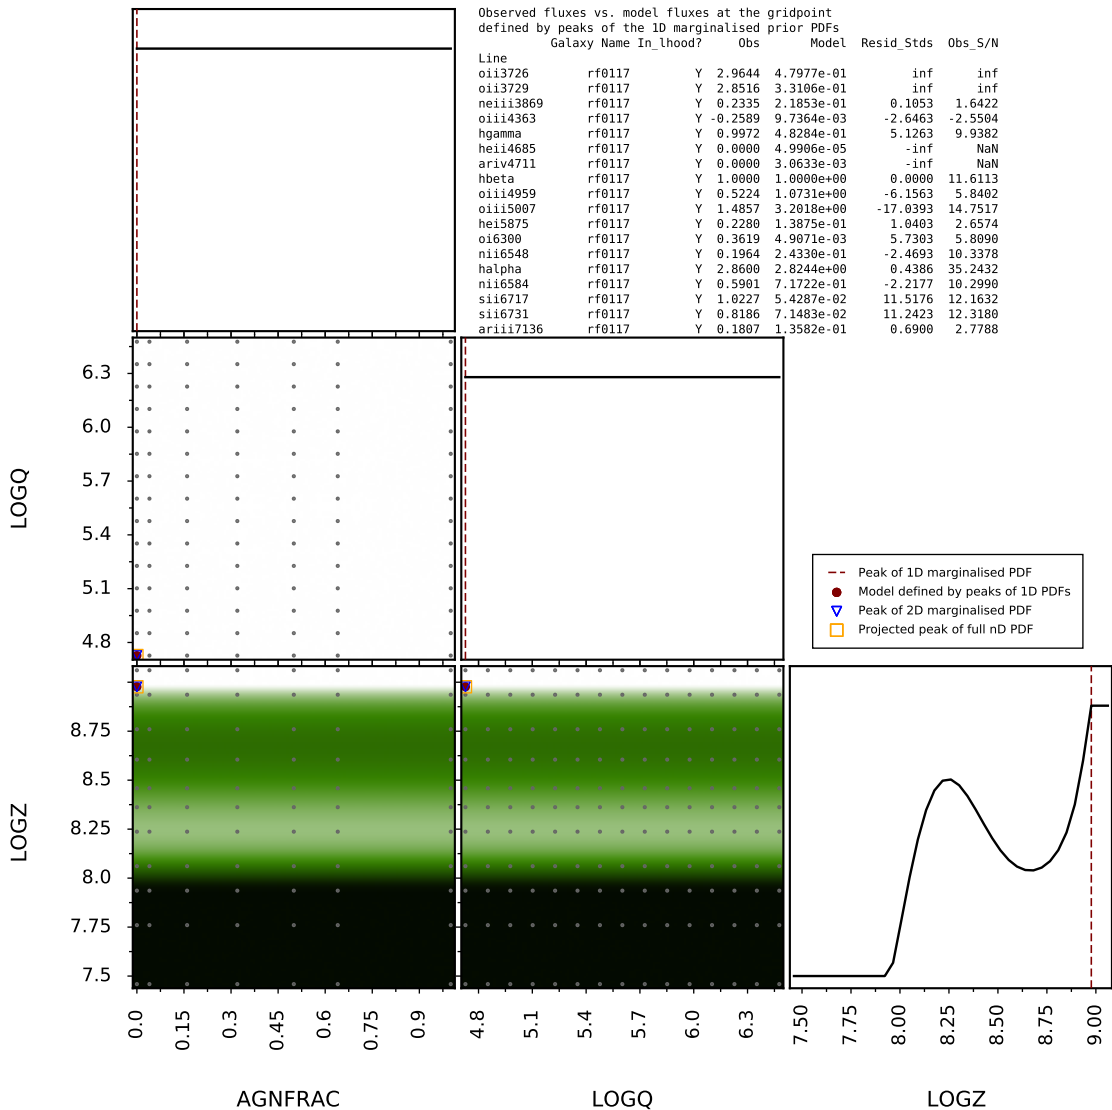 Observed fluxes vs. model fluxes at the gridpoint
defined by peaks of the 1D marginalised prior PDFs
Galaxy Name In_lhood? Obs Model Resid_Stds Obs_S/N
Line
oii3726 rf0117 Y 2.9644 4.7977e-01 inf inf
oii3729 rf0117 Y 2.8516 3.3106e-01 inf inf
neiii3869 rf0117 Y 0.2335 2.1853e-01 0.1053 1.6422
oiii4363 rf0117 Y -0.2589 9.7364e-03 -2.6463 -2.5504
hgamma rf0117 Y 0.9972 4.8284e-01 5.1263 9.9382
heii4685 rf0117 Y 0.0000 4.9906e-05 -inf NaN
ariv4711 rf0117 Y 0.0000 3.0633e-03 -inf NaN
hbeta rf0117 Y 1.0000 1.0000e+00 0.0000 11.6113
oiii4959 rf0117 Y 0.5224 1.0731e+00 -6.1563 5.8402
oiii5007 rf0117 Y 1.4857 3.2018e+00 -17.0393 14.7517
hei5875 rf0117 Y 0.2280 1.3875e-01 1.0403 2.6574
oi6300 rf0117 Y 0.3619 4.9071e-03 5.7303 5.8090
nii6548 rf0117 Y 0.1964 2.4330e-01 -2.4693 10.3378
halpha rf0117 Y 2.8600 2.8244e+00 0.4386 35.2432
nii6584 rf0117 Y 0.5901 7.1722e-01 -2.2177 10.2990
sii6717 rf0117 Y 1.0227 5.4287e-02 11.5176 12.1632
sii6731 rf0117 Y 0.8186 7.1483e-02 11.2423 12.3180
ariii7136 rf0117 Y 0.1807 1.3582e-01 0.6900 2.7788
6.3
6.0
5.7
5.4
5.1
4.8
LOGQ
Peak of 1D marginalised PDF
Model defined by peaks of 1D PDFs
Peak of 2D marginalised PDF
Projected peak of full nD PDF
8.75
8.5
8.25
8.0
7.75
7.5
LOGZ
0.0 0.15 0.3 0.45 0.6 0.75 0.9
4.8 5.1 5.4 5.7 6.0 6.3
7.50 7.75 8.00 8.25 8.50 8.75 9.00
AGNFRAC LOGQ LOGZ